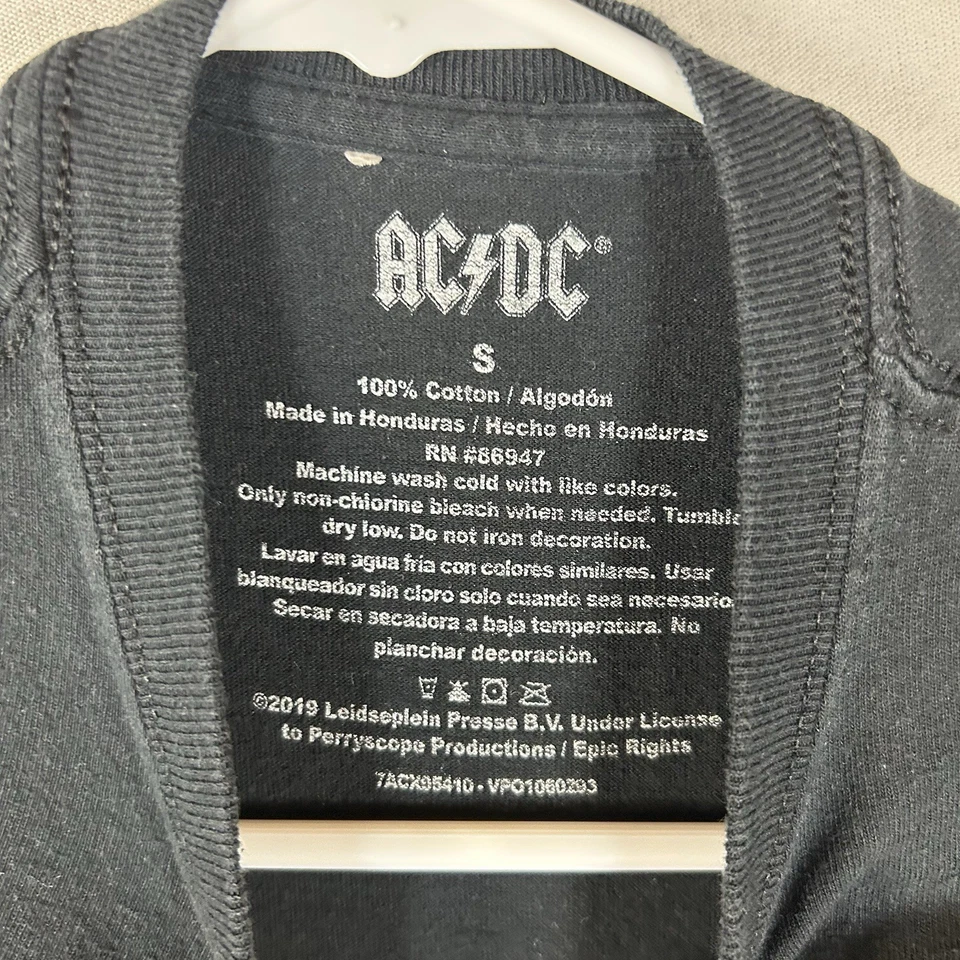 AC⚡DC®
S
100% Cotton / Algodón
Made in Honduras / Hecho en Honduras
RN #86947
Machine wash cold with like colors.
Only non-chlorine bleach when needed. Tumble
dry low. Do not iron decoration.
Lavar en agua fría con colores similares. Usar
blanqueador sin cloro solo cuando sea necesario
Secar en secadora a baja temperatura. No
planchar decoración.
©2019 Leidseplein Presse B.V. Under License
to Perryscope Productions / Epic Rights
7ACX95410 - VPO1060293